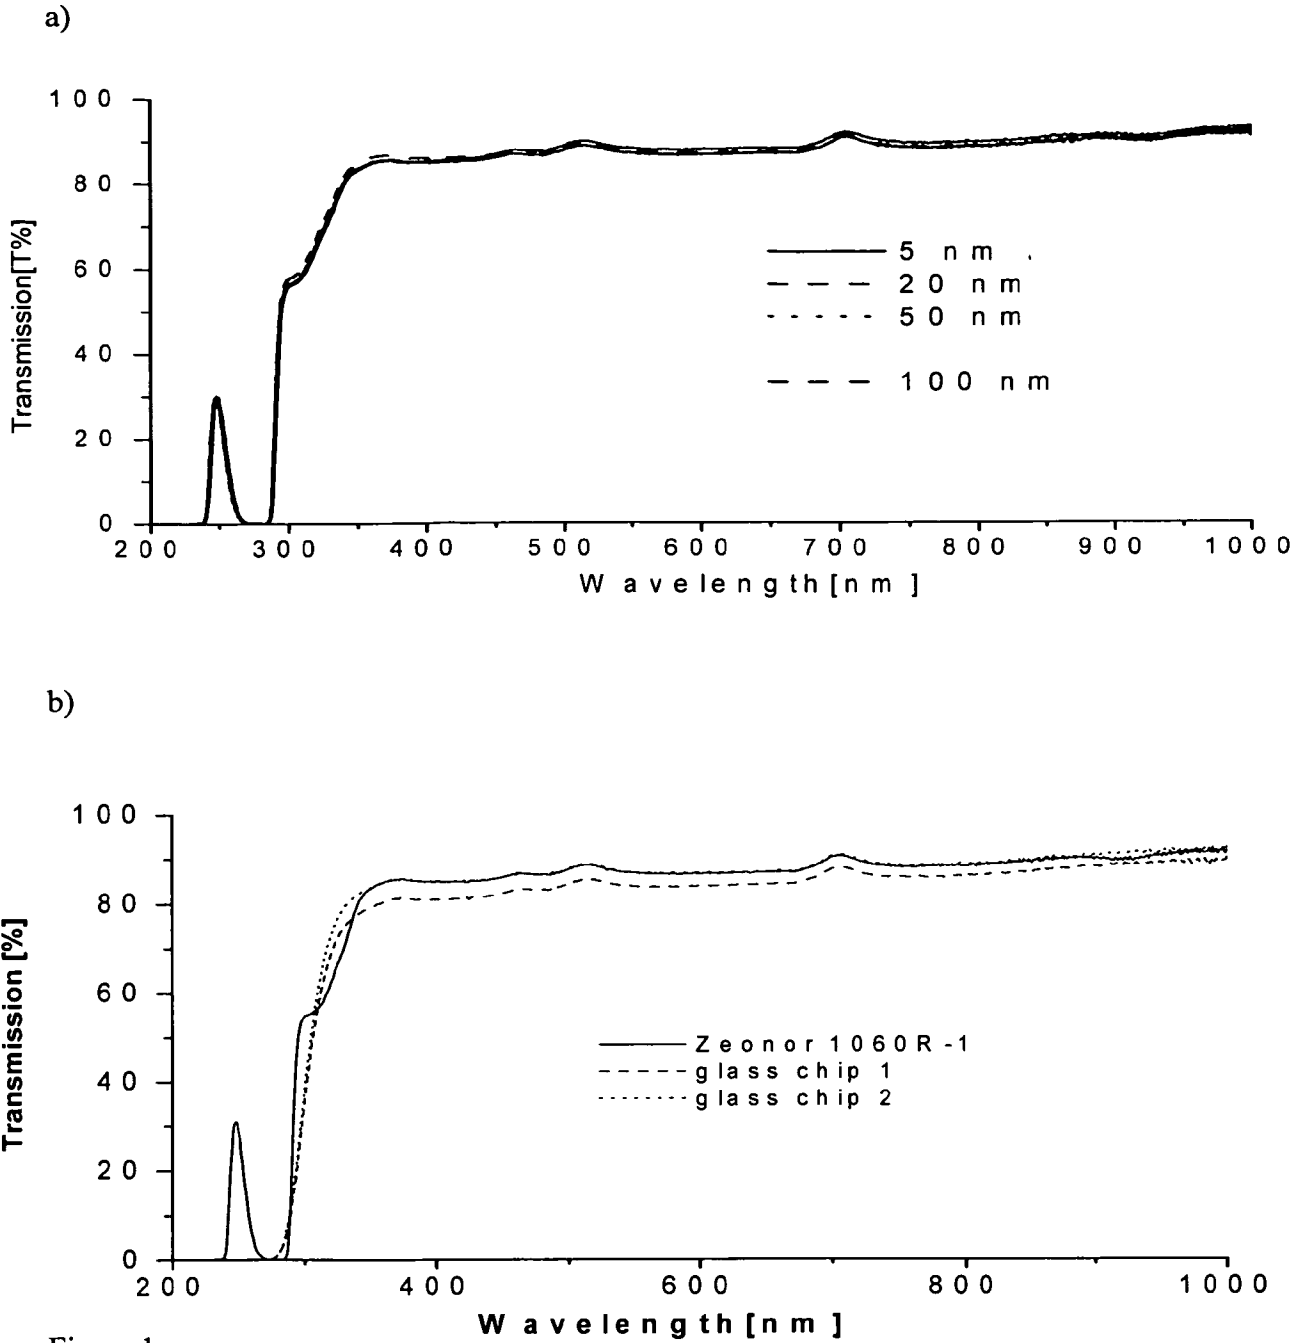 a)
100
80
60
40
20
0
Transmission[T%]
5 nm
20 nm
50 nm
100 nm
200 300 400 500 600 700 800 900 1000
Wavelength[nm]
b)
100
80
60
40
20
0
Transmission [%]
Zeonor 1060R-1
glass chip 1
glass chip 2
200 400 600 800 1000
Wavelength[nm]